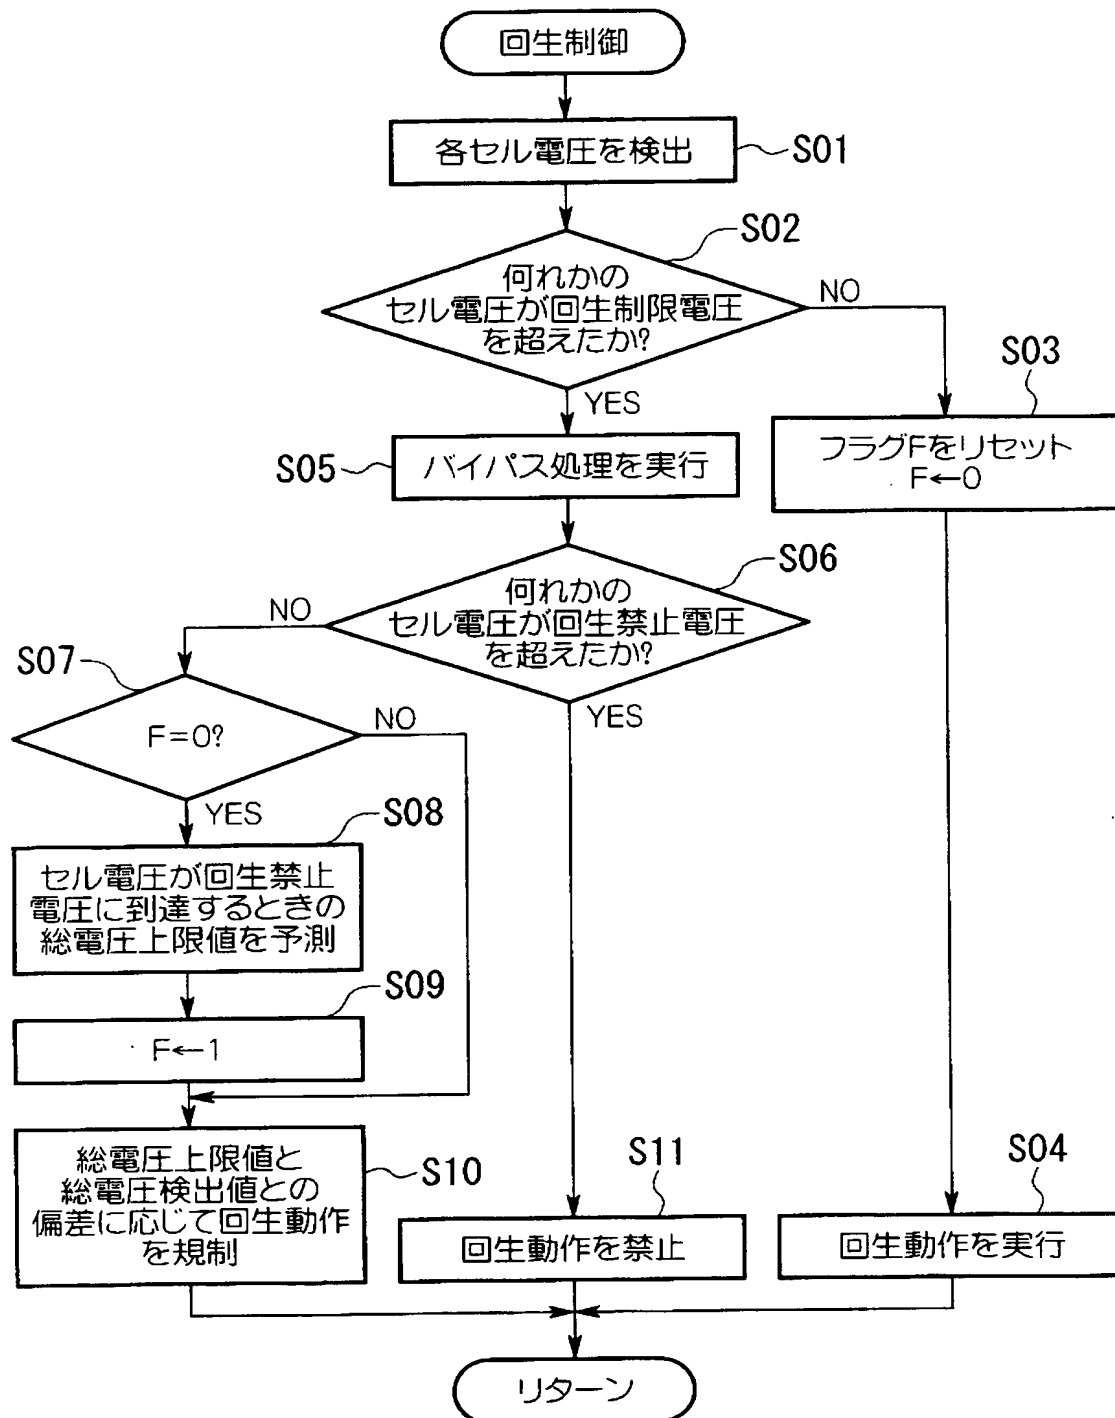 回生制御
各セル電圧を検出
S01
S02
何れかの
セル電圧が回生制限電圧
を超えたか?
NO
YES
S03
フラグFをリセット
F←0
S05
バイパス処理を実行
S06
何れかの
セル電圧が回生禁止電圧
を超えたか?
NO
YES
S07
F=0?
NO
YES
S08
セル電圧が回生禁止
電圧に到達するときの
総電圧上限値を予測
S09
F←1
総電圧上限値と
総電圧検出値との
偏差に応じて回生動作
を規制
S10
S11
回生動作を禁止
S04
回生動作を実行
リターン